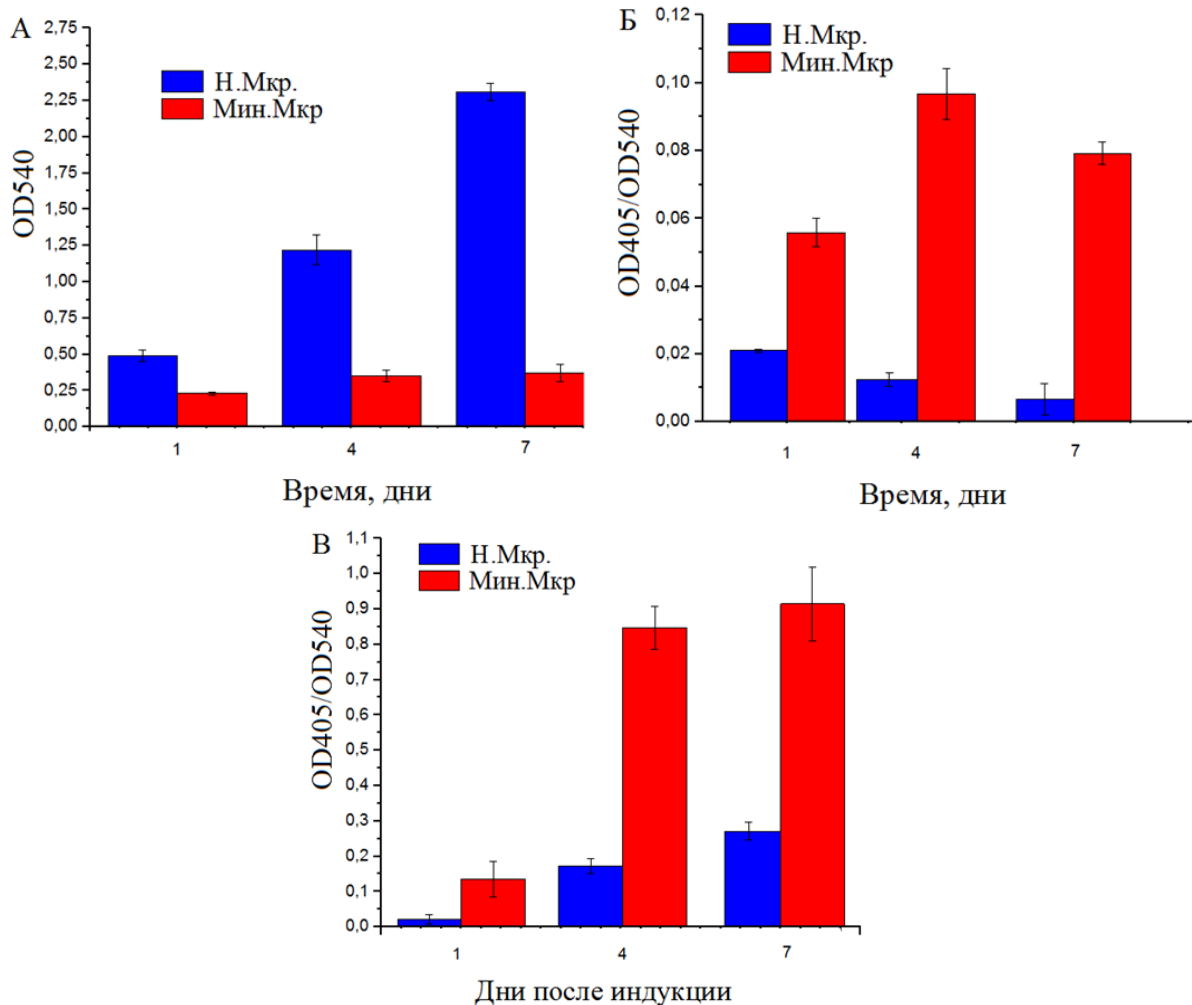 А
OD540
2,75
2,50
2,25
2,00
1,75
1,50
1,25
1,00
0,75
0,50
0,25
0,00
Н.Мкр.
Мин.Мкр
1
4
7
Время, дни
Б
OD405/OD540
0,12
0,10
0,08
0,06
0,04
0,02
0,00
Н.Мкр.
Мин.Мкр
1
4
7
Время, дни
В
OD405/OD540
1,1
1,0
0,9
0,8
0,7
0,6
0,5
0,4
0,3
0,2
0,1
0,0
Н.Мкр.
Мин.Мкр
1
4
7
Дни после индукции